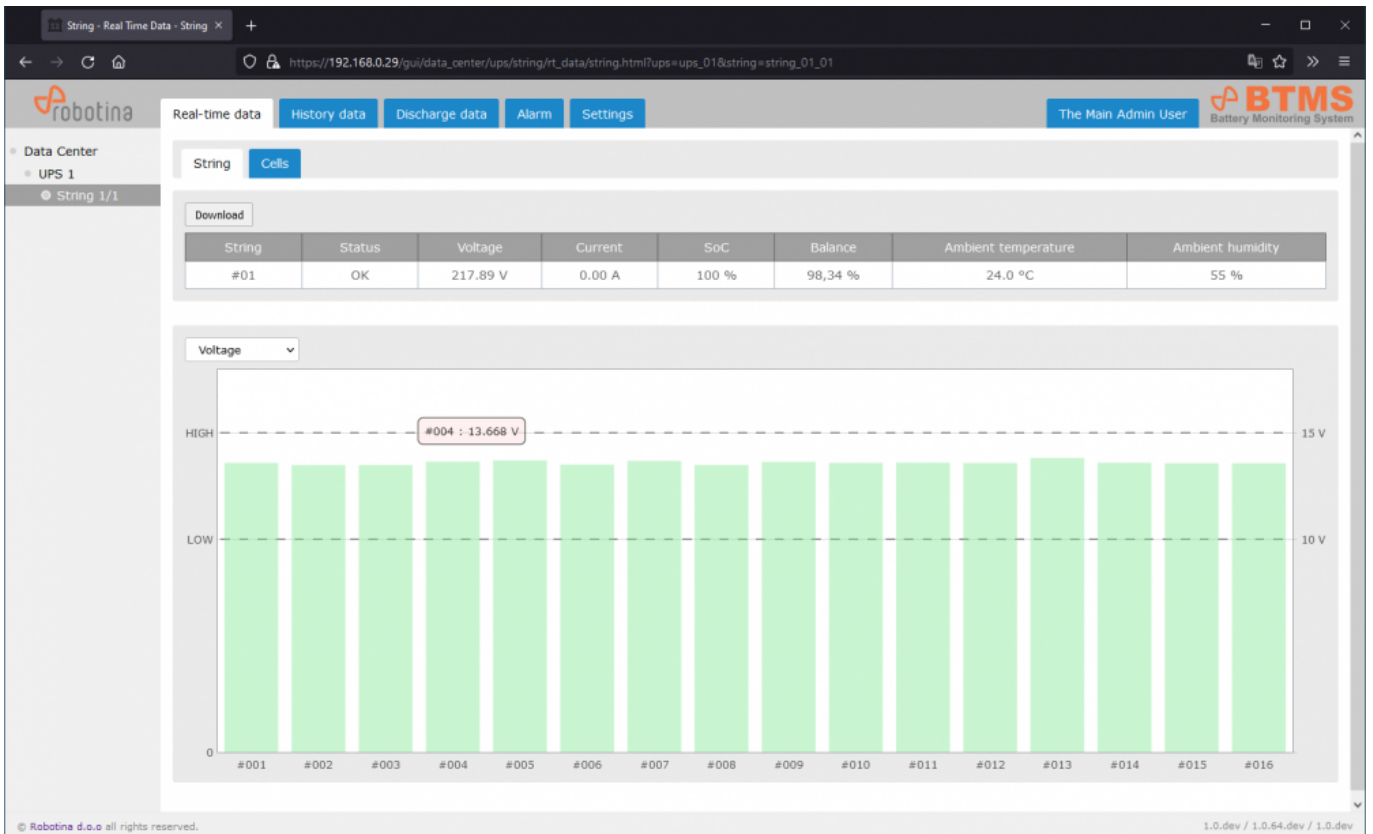 String - Real Time Data - String × +
https://192.168.0.29/gui/data_center/ups/string/rt_data/string.html?ups=ups_01&string=string_01_01
robotina
Real-time data History data Discharge data Alarm Settings The Main Admin User BTMS
Battery Monitoring System
Data Center
UPS 1
String 1/1
String Cells
Download
String Status Voltage Current SoC Balance Ambient temperature Ambient humidity
#01 OK 217.89 V 0.00 A 100 % 98,34 % 24.0 °C 55 %
Voltage
#004 : 13.668 V
HIGH 15 V
LOW 10 V
0
#001 #002 #003 #004 #005 #006 #007 #008 #009 #010 #011 #012 #013 #014 #015 #016
© Robotina d.o.o all rights reserved. 1.0.dev / 1.0.64.dev / 1.0.dev